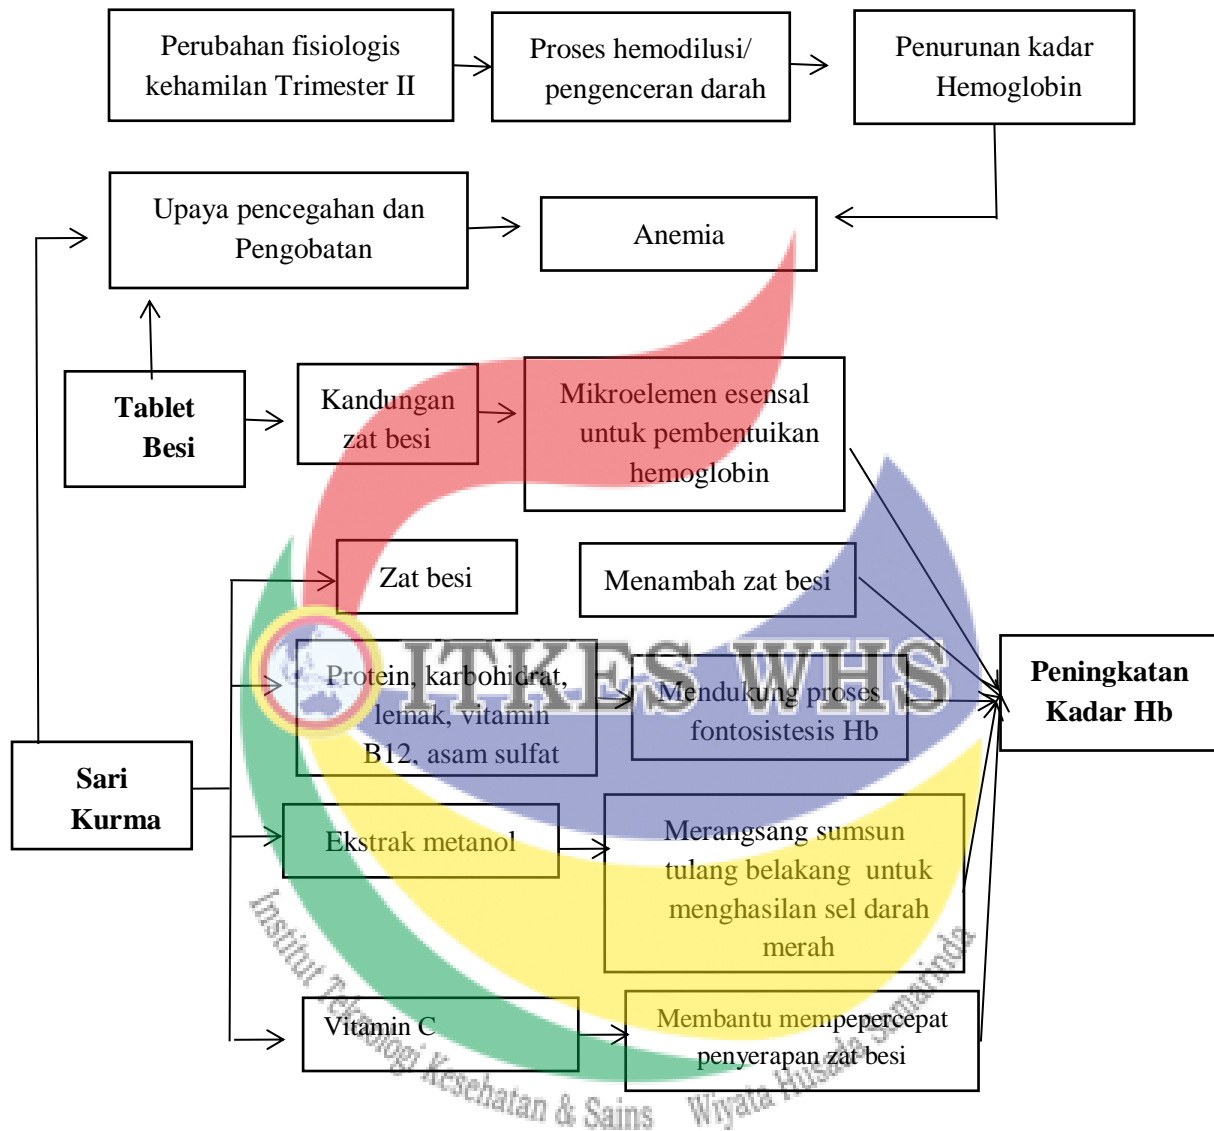 Perubahan fisiologis
kehamilan Trimester II
Proses hemodilusi/
pengenceran darah
Penurunan kadar
Hemoglobin
Upaya pencegahan dan
Pengobatan
Anemia
Tablet
Besi
Kandungan
zat besi
Mikroelemen esensal
untuk pembentuikan
hemoglobin
Zat besi
Menambah zat besi
ITKES WHS
Protein, karbohidrat,
lemak, vitamin
B12, asam sulfat
Mendukung proses
fontosistesis Hb
Peningkatan
Kadar Hb
Sari
Kurma
Ekstrak metanol
Merangsang sumsun
tulang belakang untuk
menghasilan sel darah
merah
Vitamin C
Membantu mempepercepat
penyerapan zat besi
Institut Teknologi Kesehatan & Sains Wiyata Husada Samarinda